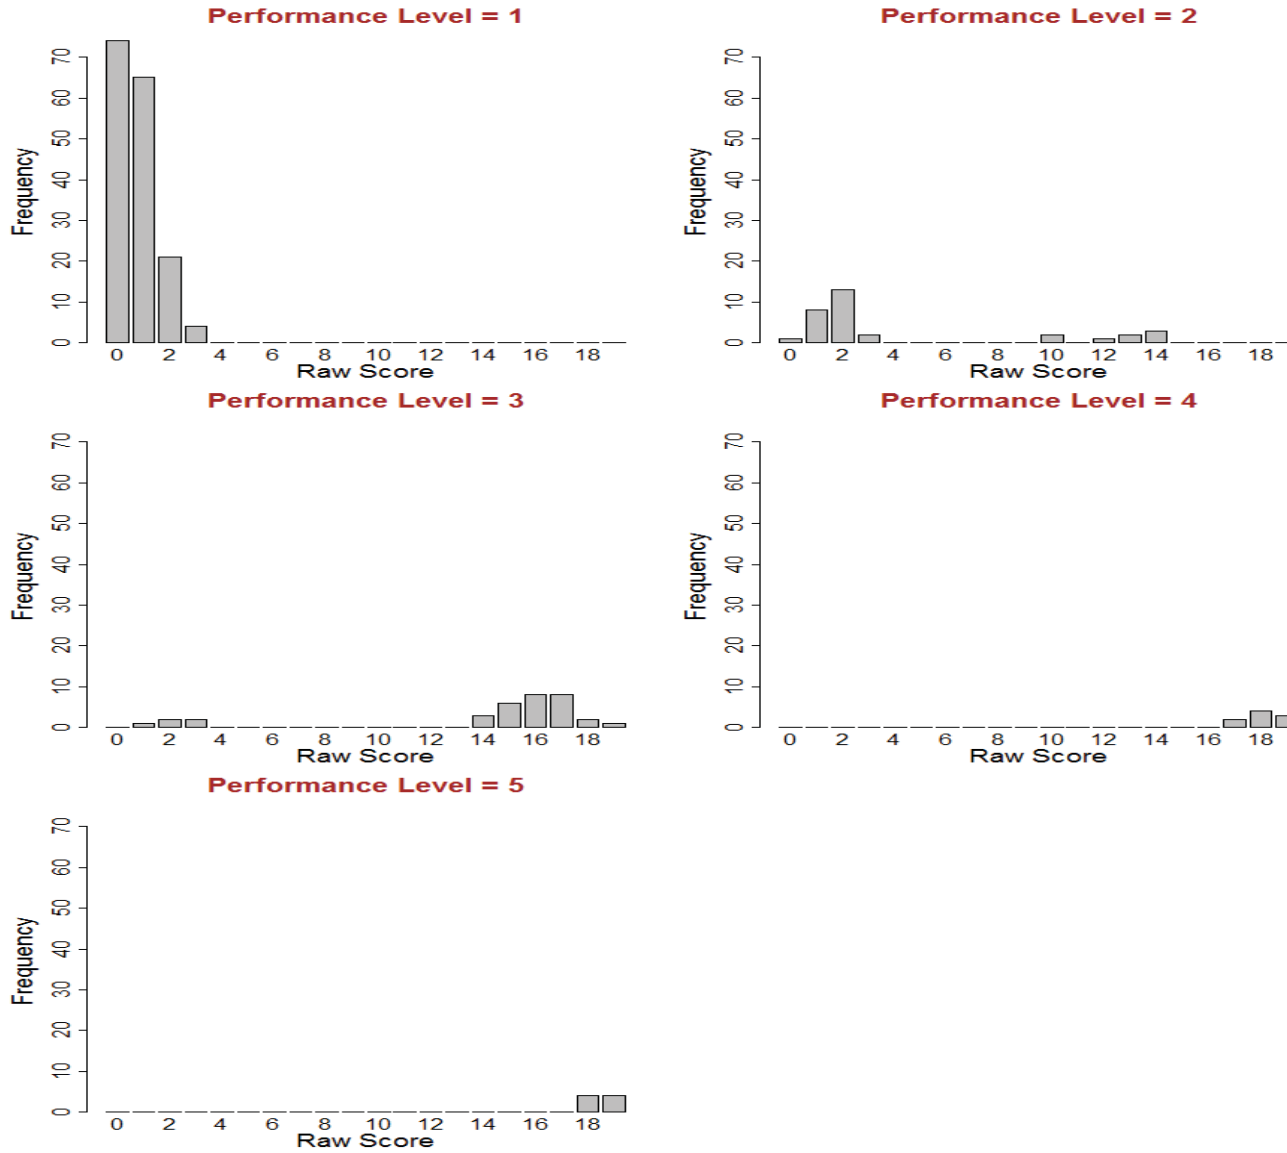 Performance Level = 1
Frequency
0 10 20 30 40 50 60 70
0 2 4 6 8 10 12 14 16 18
Raw Score
Performance Level = 2
Frequency
0 10 20 30 40 50 60 70
0 2 4 6 8 10 12 14 16 18
Raw Score
Performance Level = 3
Frequency
0 10 20 30 40 50 60 70
0 2 4 6 8 10 12 14 16 18
Raw Score
Performance Level = 4
Frequency
0 10 20 30 40 50 60 70
0 2 4 6 8 10 12 14 16 18
Raw Score
Performance Level = 5
Frequency
0 10 20 30 40 50 60 70
0 2 4 6 8 10 12 14 16 18
Raw Score